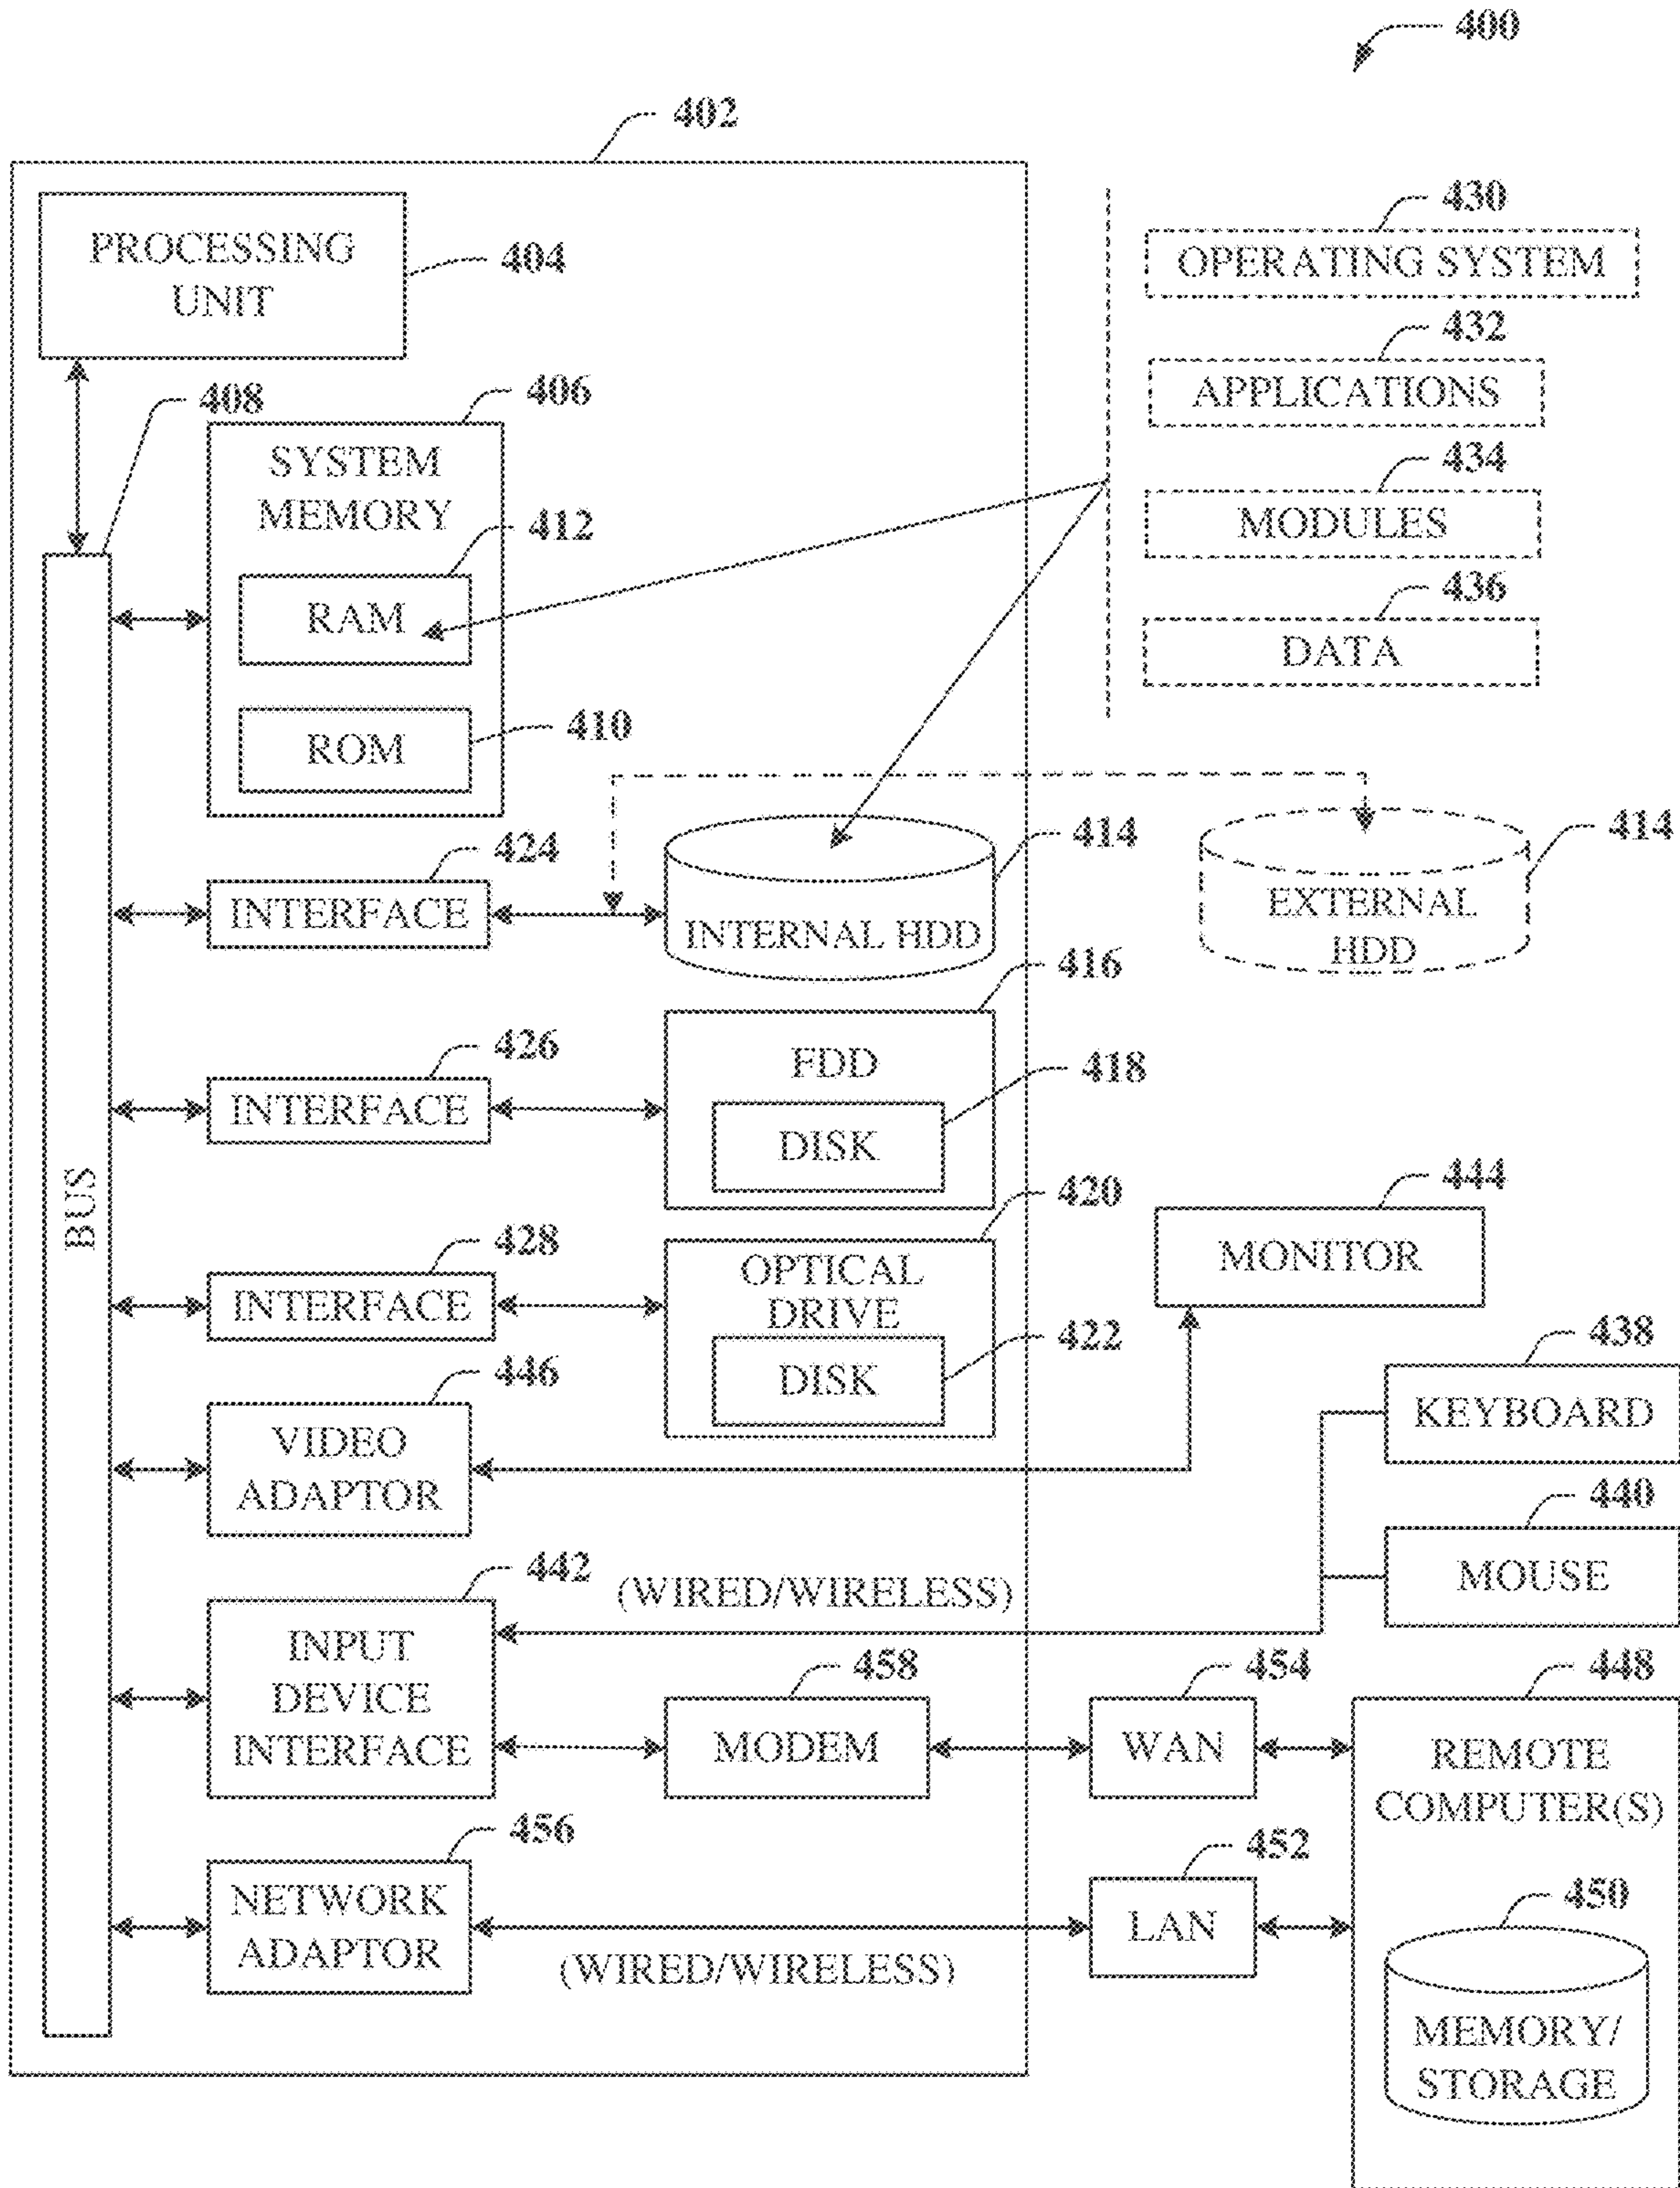 400
402
PROCESSING
UNIT
404
430
OPERATING SYSTEM
432
APPLICATIONS
434
MODULES
436
DATA
408
406
SYSTEM
MEMORY
412
RAM
410
ROM
BUS
424
INTERFACE
414
INTERNAL HDD
414
EXTERNAL
HDD
426
INTERFACE
416
FDD
418
DISK
428
INTERFACE
420
OPTICAL
DRIVE
422
DISK
444
MONITOR
446
VIDEO
ADAPTOR
438
KEYBOARD
440
MOUSE
442
INPUT
DEVICE
INTERFACE
(WIRED/WIRELESS)
458
MODEM
454
WAN
448
REMOTE
COMPUTER(S)
456
NETWORK
ADAPTOR
(WIRED/WIRELESS)
452
LAN
450
MEMORY/
STORAGE